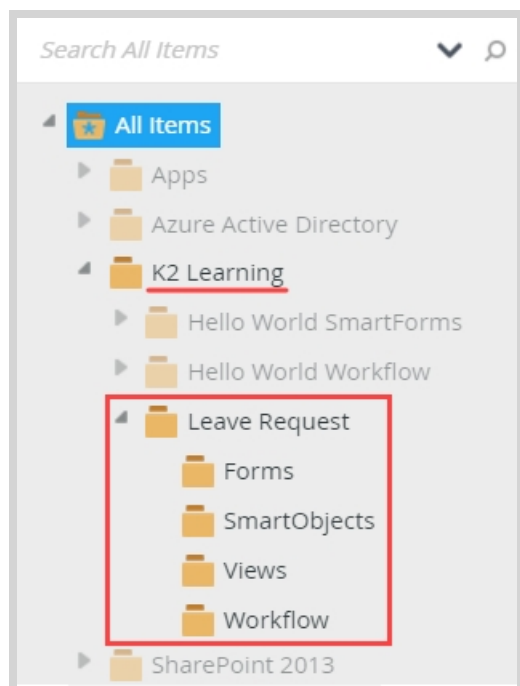 Search All Items
All Items
Apps
Azure Active Directory
K2 Learning
Hello World SmartForms
Hello World Workflow
Leave Request
Forms
SmartObjects
Views
Workflow
SharePoint 2013